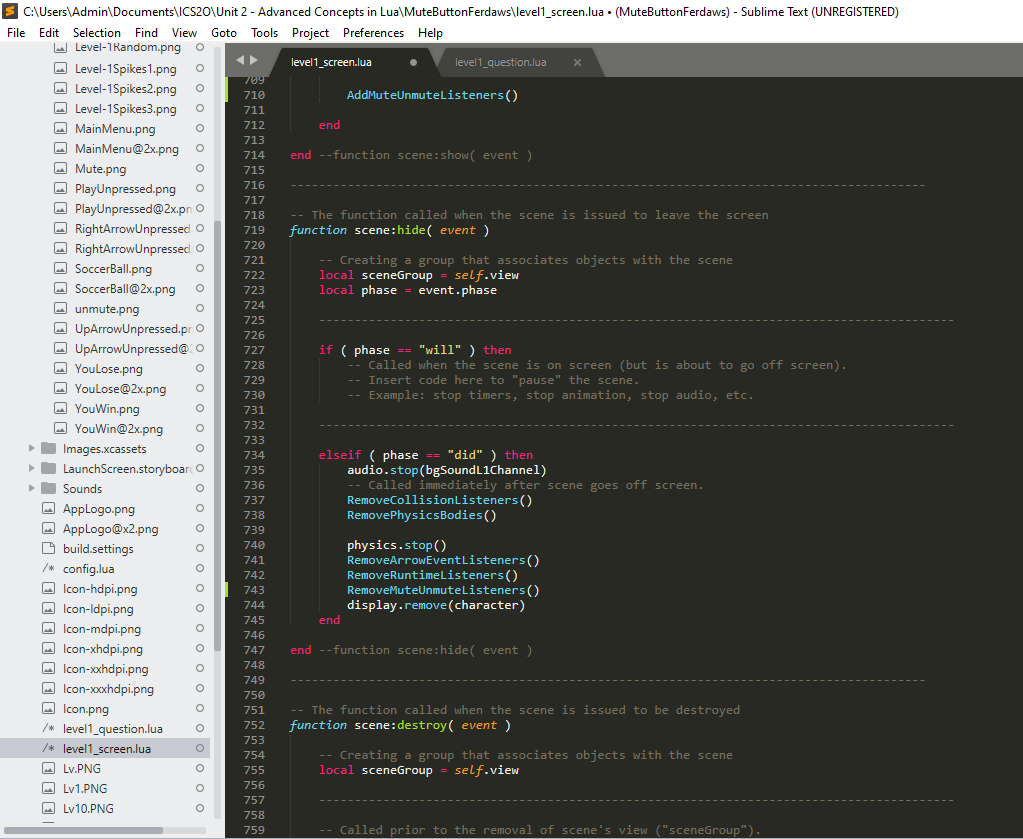 C:\Users\Admin\Documents\ICS2O\Unit 2 - Advanced Concepts in Lua\MuteButtonFerdaws\level1_screen.lua • (MuteButtonFerdaws) - Sublime Text (UNREGISTERED)
File Edit Selection Find View Goto Tools Project Preferences Help
Level-1Random.png
Level-1Spikes1.png
Level-1Spikes2.png
Level-1Spikes3.png
MainMenu.png
MainMenu@2x.png
Mute.png
PlayUnpressed.png
PlayUnpressed@2x.pn
RightArrowUnpressed
RightArrowUnpressed
SoccerBall.png
SoccerBall@2x.png
unmute.png
UpArrowUnpressed.pr
UpArrowUnpressed@
YouLose.png
YouLose@2x.png
YouWin.png
YouWin@2x.png
Images.xcassets
LaunchScreen.storyboard
Sounds
AppLogo.png
AppLogo@x2.png
build.settings
/* config.lua
Icon-hdpi.png
Icon-ldpi.png
Icon-mdpi.png
Icon-xhdpi.png
Icon-xxhdpi.png
Icon-xxxhdpi.png
Icon.png
/* level1_question.lua
/* level1_screen.lua
Lv.PNG
Lv1.PNG
Lv10.PNG
level1_screen.lua level1_question.lua
709
710 AddMuteUnmuteListeners()
711
712 end
713
714 end --function scene:show( event )
715
716 ----------------------------------------------------------------------------------------
717
718 -- The function called when the scene is issued to leave the screen
719 function scene:hide( event )
720
721 -- Creating a group that associates objects with the scene
722 local sceneGroup = self.view
723 local phase = event.phase
724
725 ----------------------------------------------------------------------------------------
726
727 if ( phase == "will" ) then
728 -- Called when the scene is on screen (but is about to go off screen).
729 -- Insert code here to "pause" the scene.
730 -- Example: stop timers, stop animation, stop audio, etc.
731
732 ----------------------------------------------------------------------------------------
733
734 elseif ( phase == "did" ) then
735 audio.stop(bgSoundL1Channel)
736 -- Called immediately after scene goes off screen.
737 RemoveCollisionListeners()
738 RemovePhysicsBodies()
739
740 physics.stop()
741 RemoveArrowEventListeners()
742 RemoveRuntimeListeners()
743 RemoveMuteUnmuteListeners()
744 display.remove(character)
745 end
746
747 end --function scene:hide( event )
748
749 ----------------------------------------------------------------------------------------
750
751 -- The function called when the scene is issued to be destroyed
752 function scene:destroy( event )
753
754 -- Creating a group that associates objects with the scene
755 local sceneGroup = self.view
756
757 ----------------------------------------------------------------------------------------
758
759 -- Called prior to the removal of scene's view ("sceneGroup").